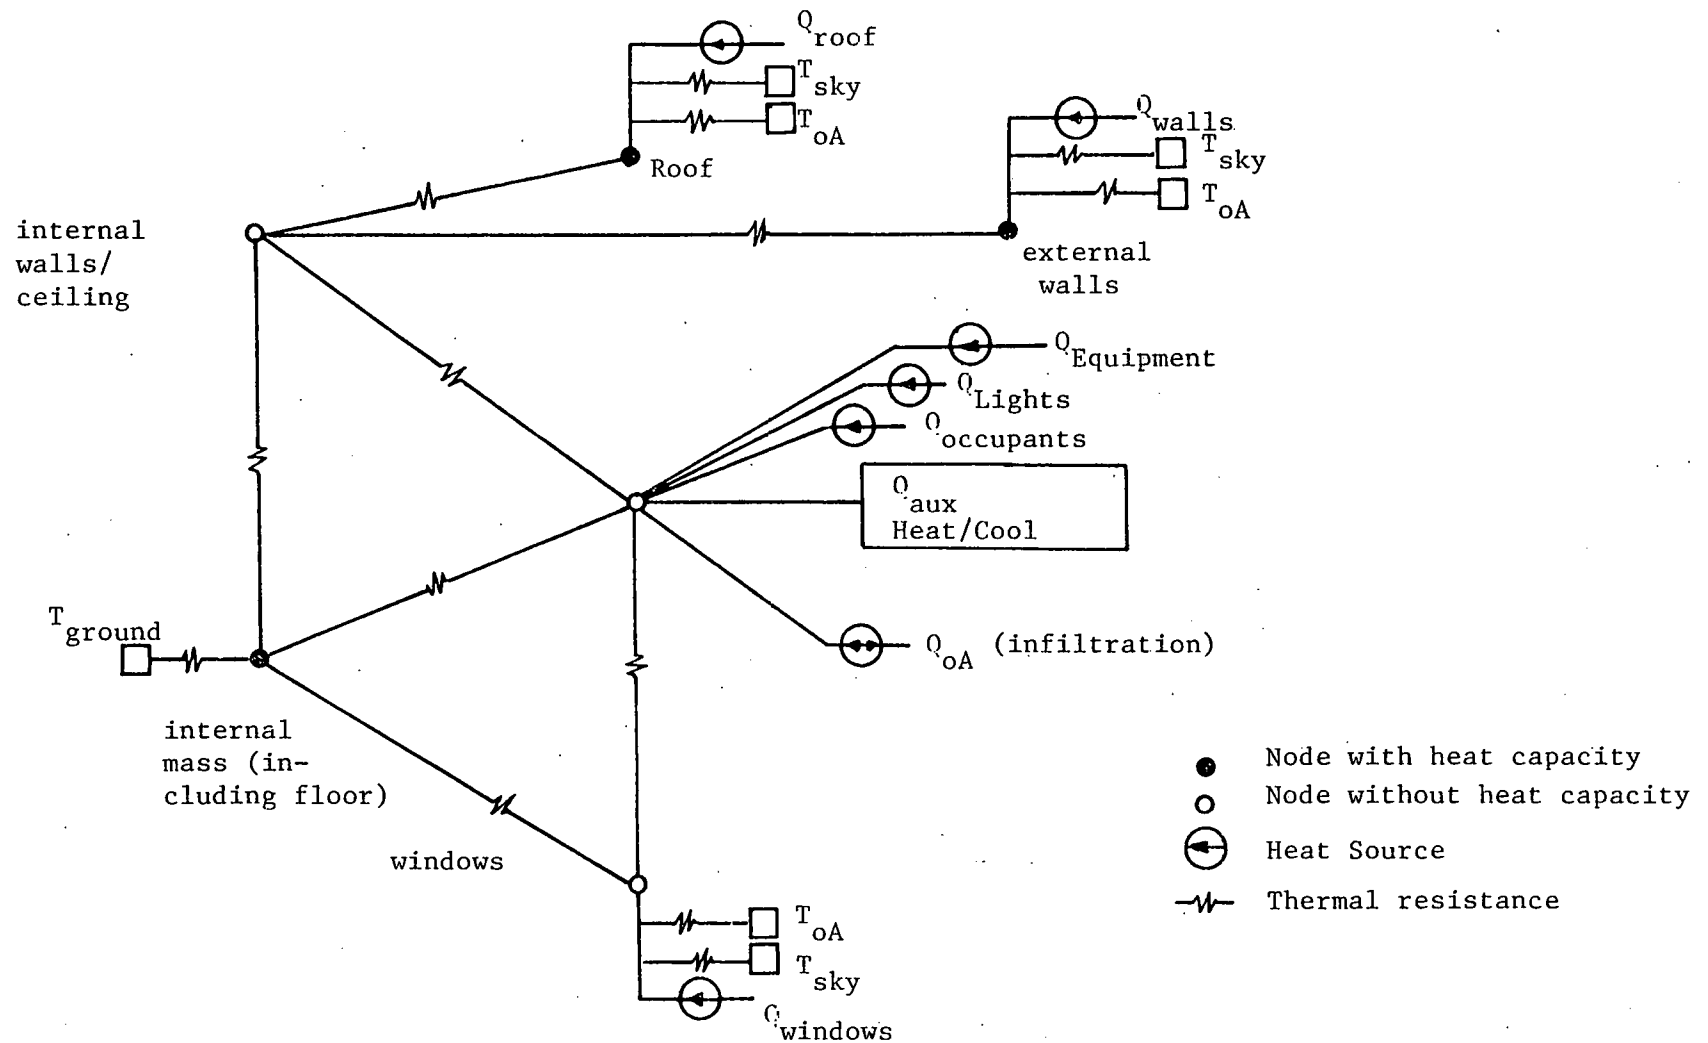 Q roof
T sky
T oA
Roof
Q walls
T sky
T oA
external
walls
internal
walls/
ceiling
Q Equipment
Q Lights
Q occupants
Q aux
Heat/Cool
T ground
Q oA (infiltration)
internal
mass (in-
cluding floor)
windows
T oA
T sky
Q windows
Node with heat capacity
Node without heat capacity
Heat Source
Thermal resistance